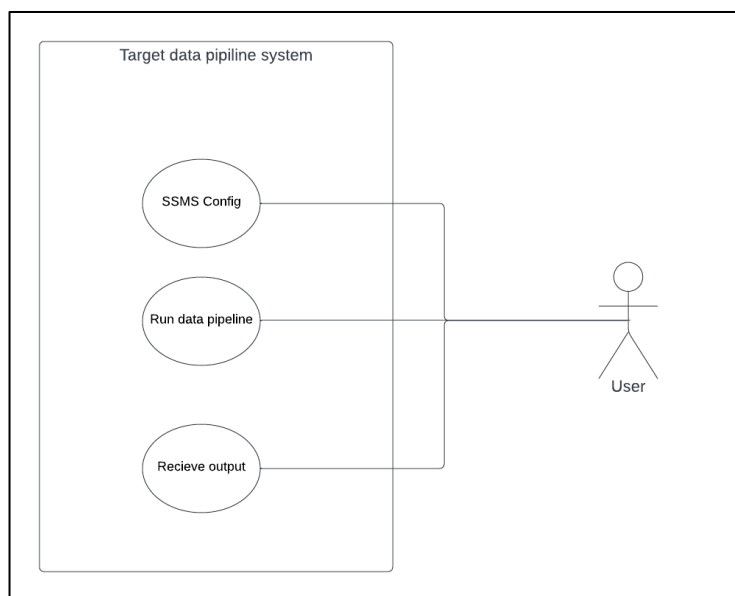 Target data pipiline system
SSMS Config
Run data pipeline
Recieve output
User